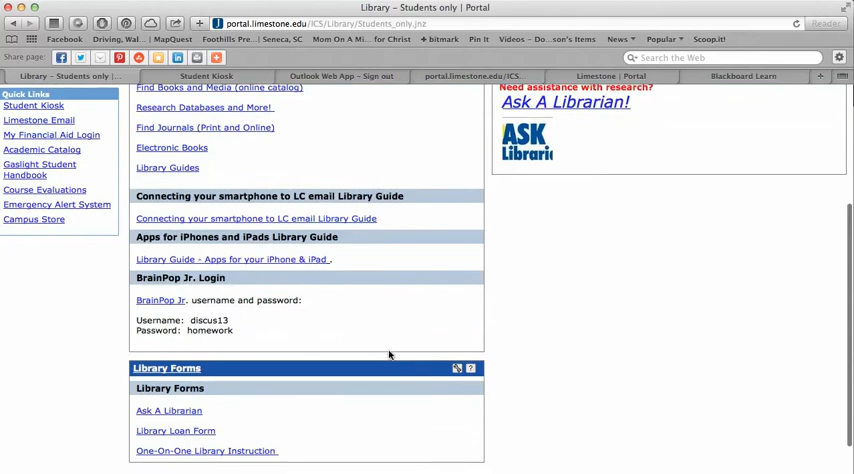 Library – Students only | Portal
portal.limestone.edu/ICS/Library/Students_only.jnz
Reader
Facebook Driving, Wal... | MapQuest Foothills Pre... | Seneca, SC Mom On A Mi... for Christ + bitmark Pin It Videos – Do...son's Items News Popular Scoop.it!
Share page:
Search the Web
Library – Students only |... Student Kiosk Outlook Web App – Sign out portal.limestone.edu/ICS... Limestone | Portal Blackboard Learn
Quick Links
Student Kiosk
Limestone Email
My Financial Aid Login
Academic Catalog
Gaslight Student
Handbook
Course Evaluations
Emergency Alert System
Campus Store
Find Books and Media (online catalog)
Research Databases and More!
Find Journals (Print and Online)
Electronic Books
Library Guides
Connecting your smartphone to LC email Library Guide
Connecting your smartphone to LC email Library Guide
Apps for iPhones and iPads Library Guide
Library Guide - Apps for your iPhone & iPad .
BrainPop Jr. Login
BrainPop Jr. username and password:
Username: discus13
Password: homework
Library Forms
?
Library Forms
Ask A Librarian
Library Loan Form
One-On-One Library Instruction
Need assistance with research?
Ask A Librarian!
ASK
Librari